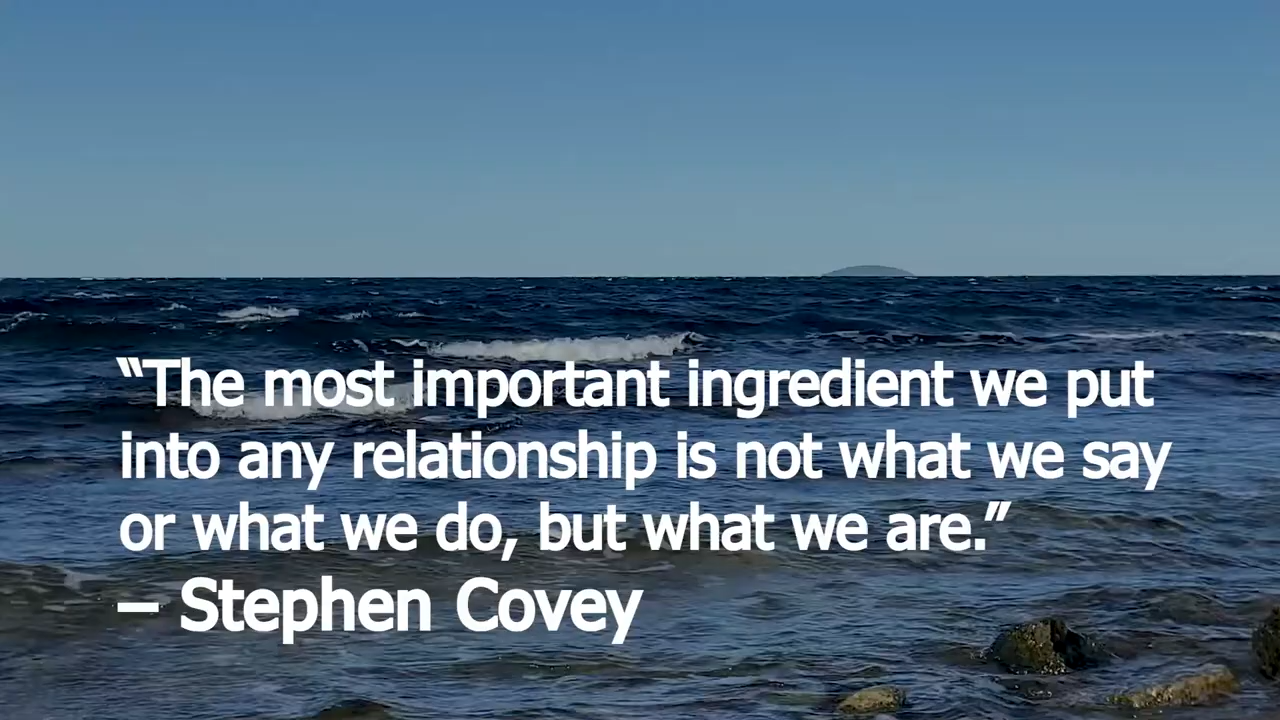 “The most important ingredient we put
into any relationship is not what we say
or what we do, but what we are.”
– Stephen Covey